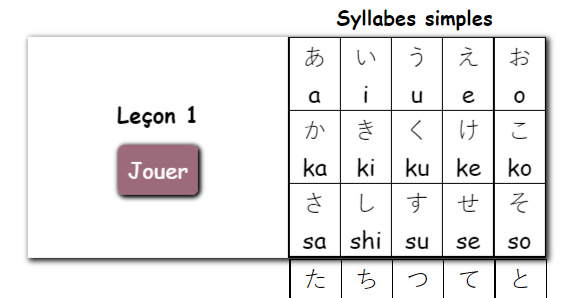 Syllabes simples
Leçon 1
Jouer
あ い う え お
a i u e o
か き く け こ
ka ki ku ke ko
さ し す せ そ
sa shi su se so
た ち つ て と